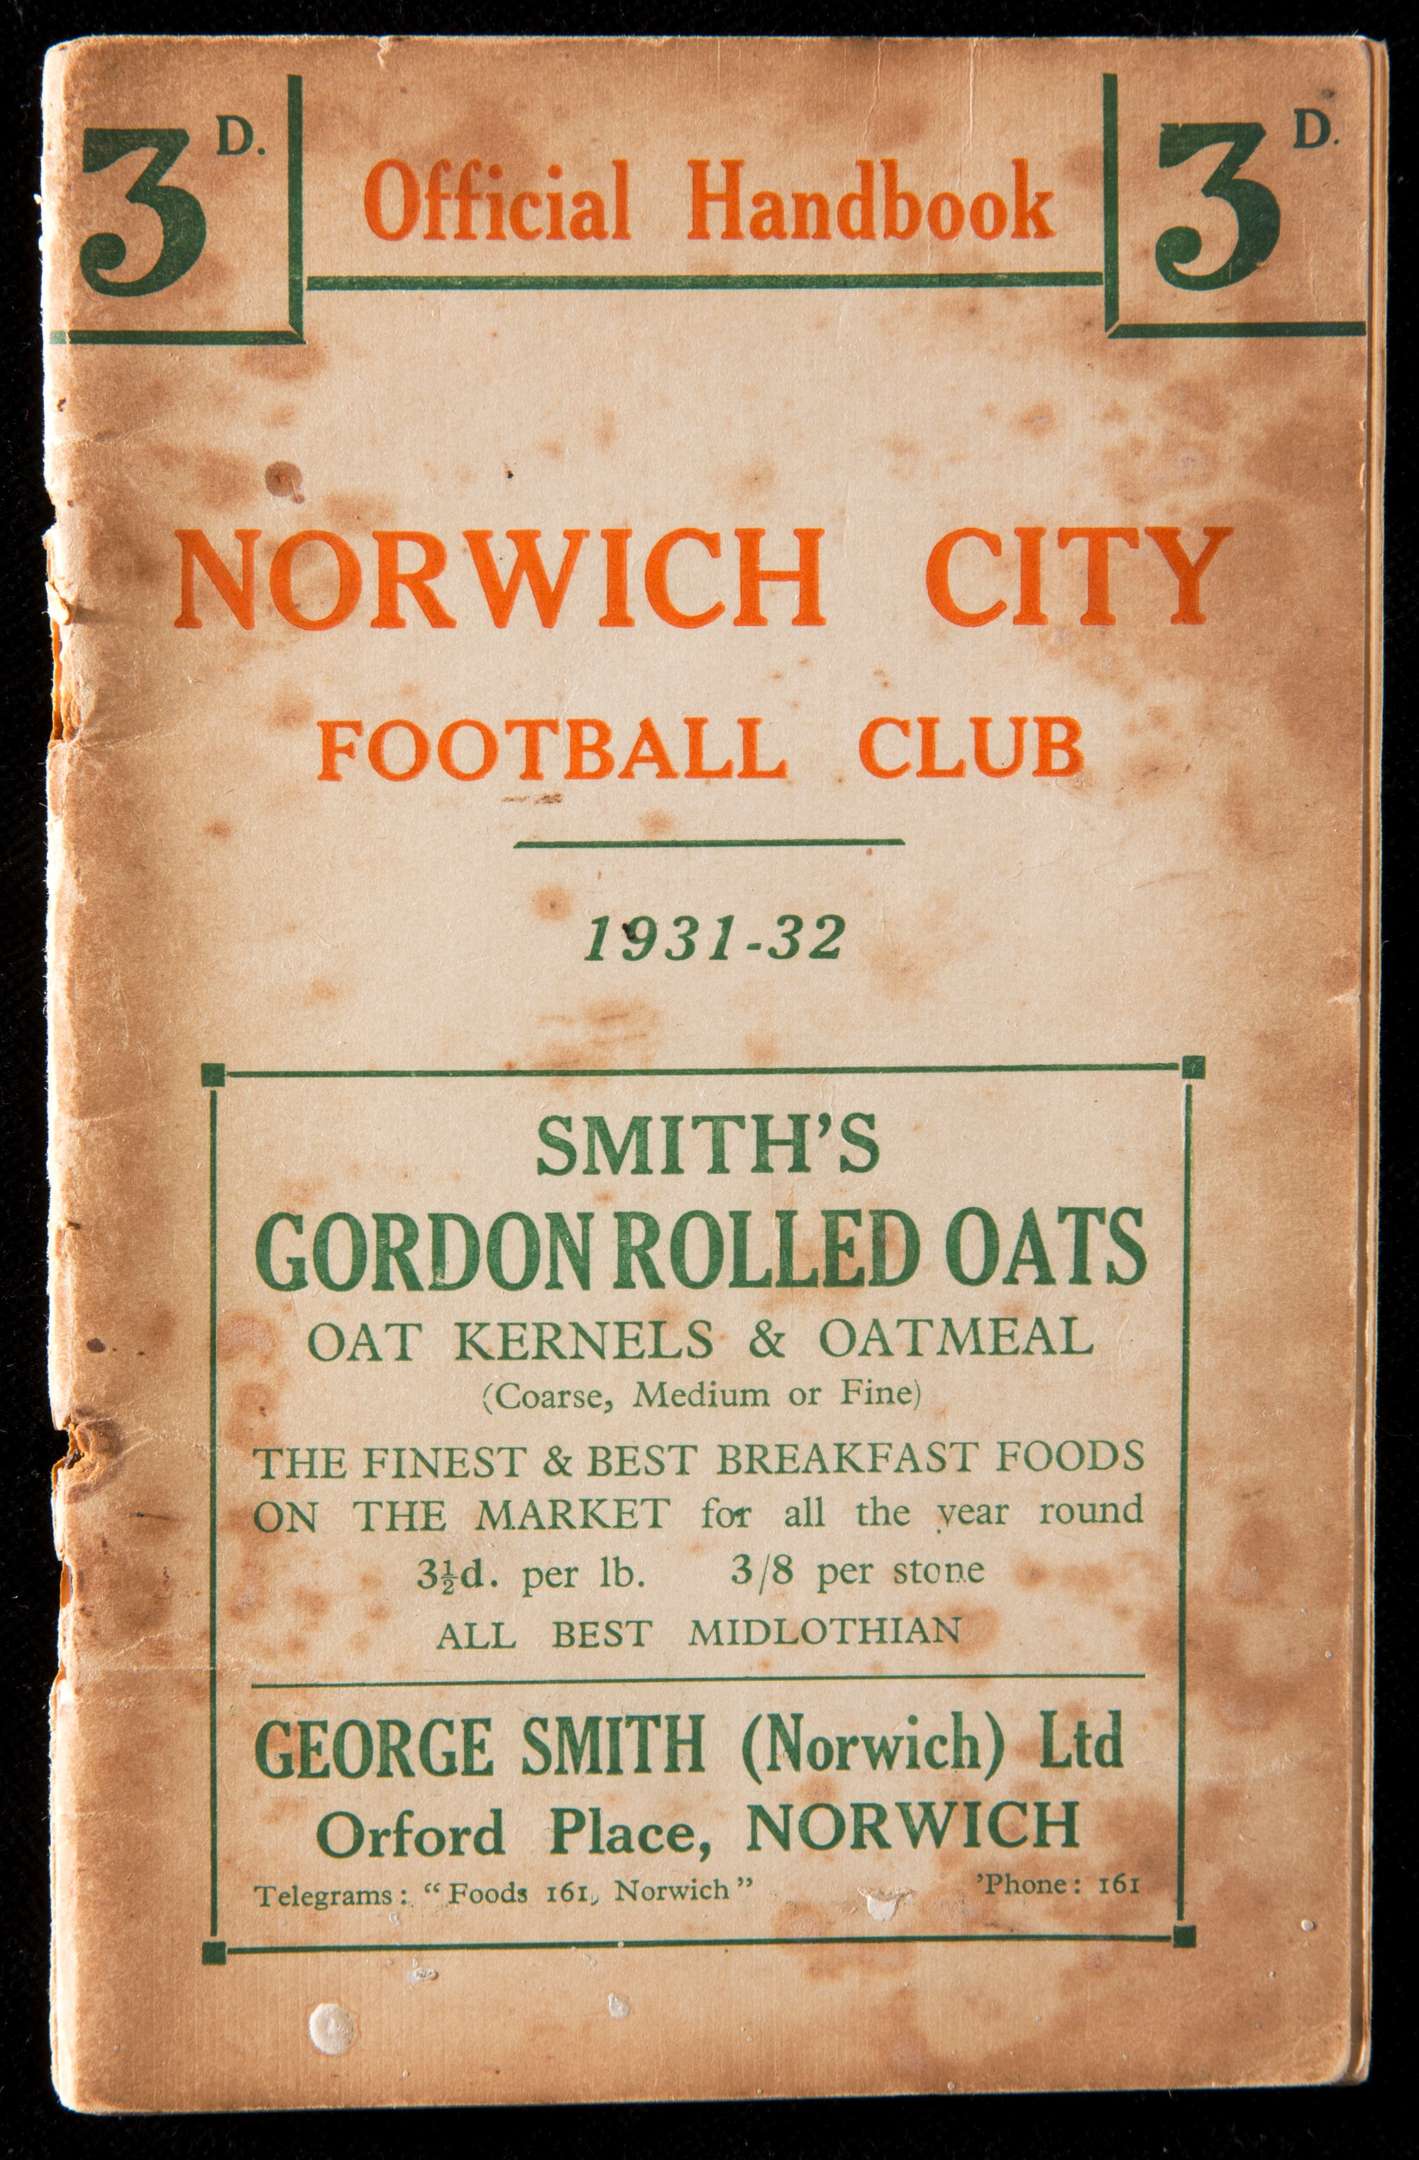 3D. Official Handbook 3D.
NORWICH CITY
FOOTBALL CLUB
1931-32
SMITH'S
GORDON ROLLED OATS
OAT KERNELS & OATMEAL
(Coarse, Medium or Fine)
THE FINEST & BEST BREAKFAST FOODS
ON THE MARKET for all the year round
3½d. per lb. 3/8 per stone
ALL BEST MIDLOTHIAN
GEORGE SMITH (Norwich) Ltd
Orford Place, NORWICH
Telegrams: “Foods 161, Norwich” ’Phone: 161